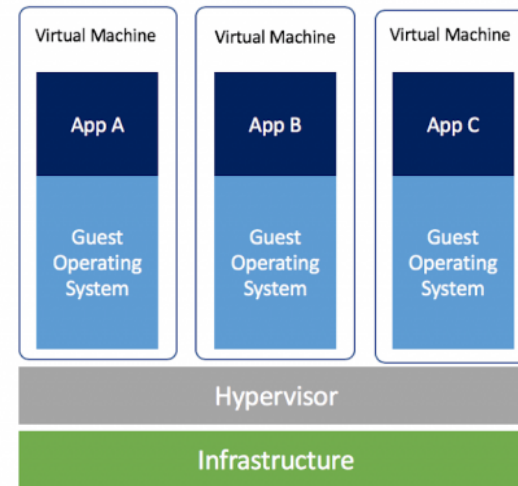 Virtual Machine
App A
Guest
Operating
System
Virtual Machine
App B
Guest
Operating
System
Virtual Machine
App C
Guest
Operating
System
Hypervisor
Infrastructure